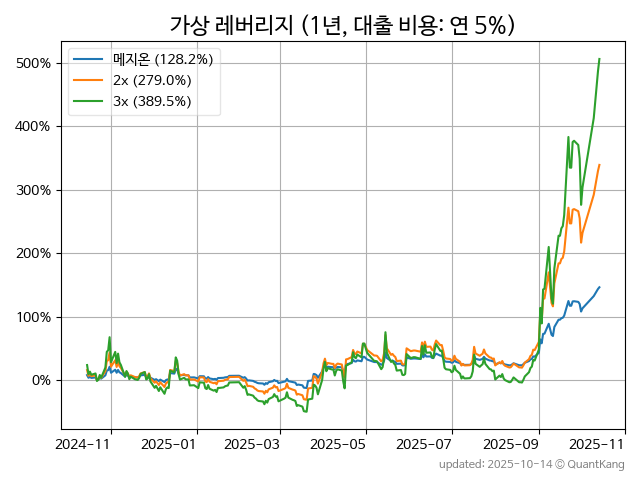 가상 레버리지 (1년, 대출 비용: 연 5%)
메지온 (128.2%)
2x (279.0%)
3x (389.5%)
500%
400%
300%
200%
100%
0%
2024-11 2025-01 2025-03 2025-05 2025-07 2025-09 2025-11
updated: 2025-10-14 © QuantKang